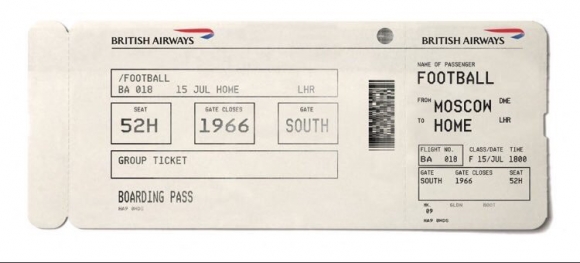 BRITISH AIRWAYS
/FOOTBALL
BA 018 15 JUL HOME LHR
SEAT GATE CLOSES GATE
52H 1966 SOUTH
GROUP TICKET
BOARDING PASS
BRITISH AIRWAYS
NAME OF PASSENGER
FOOTBALL
FROM MOSCOW DME
TO HOME LHR
FLIGHT NO. CLASS/DATE TIME
BA 018 F 15/JUL 1800
GATE GATE CLOSES SEAT
SOUTH 1966 52H
09